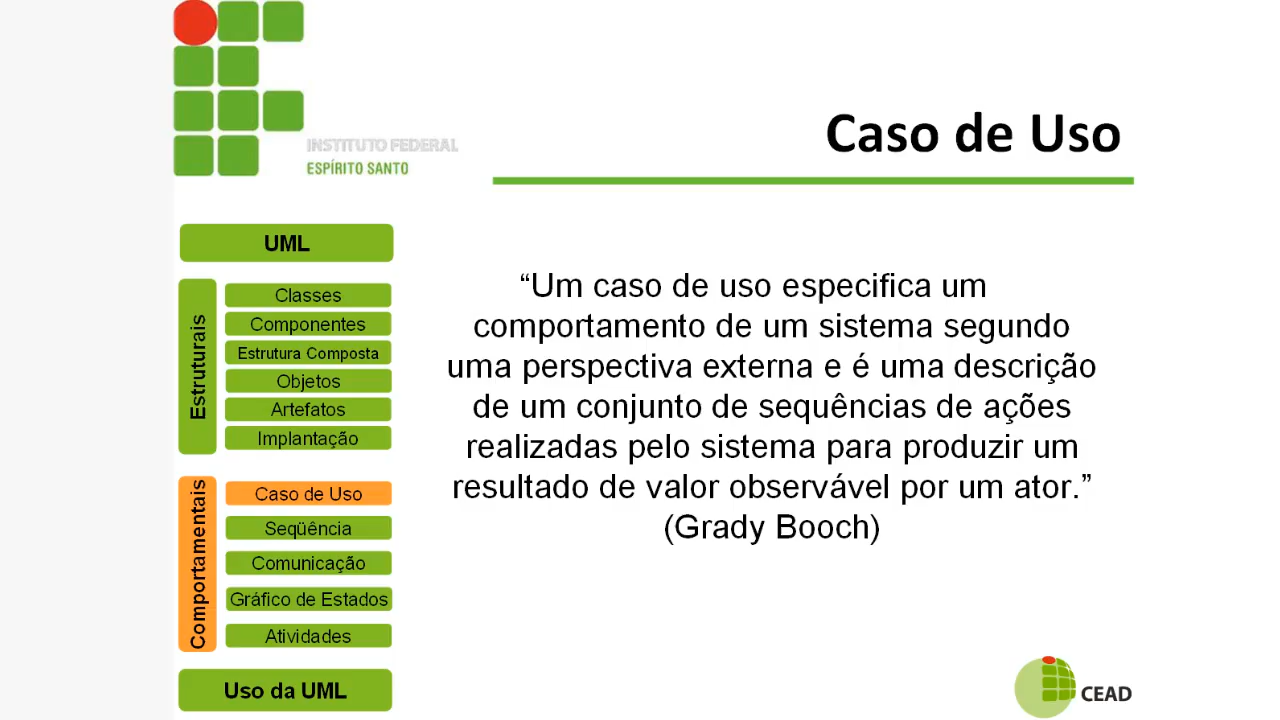 INSTITUTO FEDERAL
ESPÍRITO SANTO
Caso de Uso
UML
Estruturais
Classes
Componentes
Estrutura Composta
Objetos
Artefatos
Implantação
Comportamentais
Caso de Uso
Seqüência
Comunicação
Gráfico de Estados
Atividades
Uso da UML
“Um caso de uso especifica um
comportamento de um sistema segundo
uma perspectiva externa e é uma descrição
de um conjunto de sequências de ações
realizadas pelo sistema para produzir um
resultado de valor observável por um ator.”
(Grady Booch)
CEAD